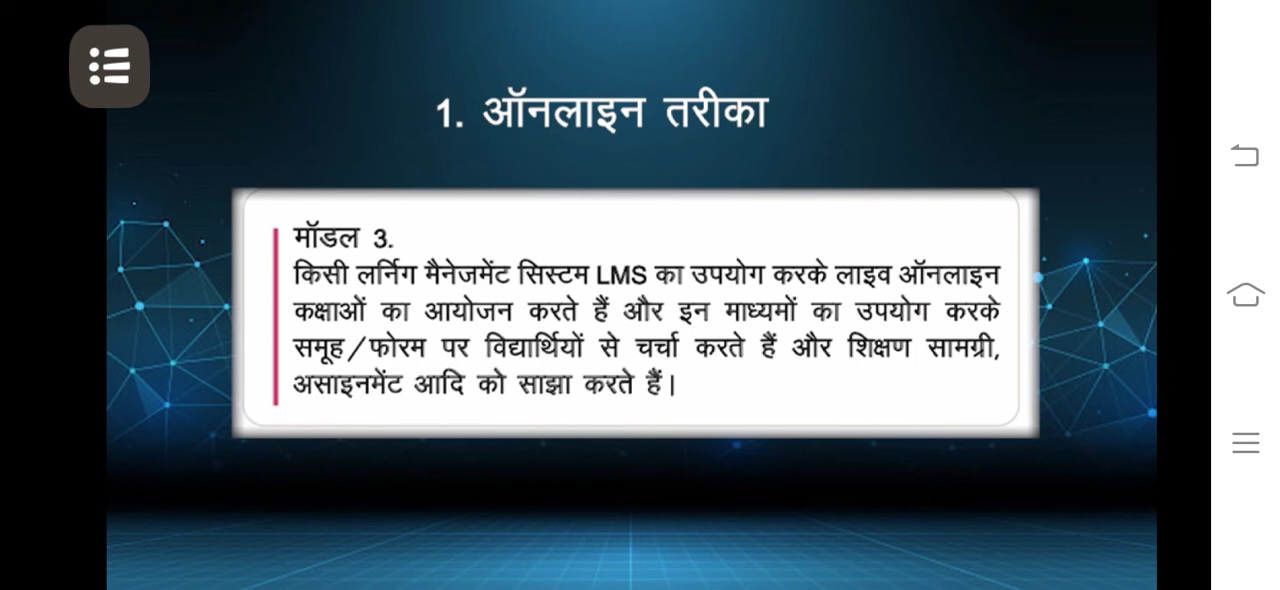 1. ऑनलाइन तरीका
मॉडल 3.
किसी लर्निग मैनेजमेंट सिस्टम LMS का उपयोग करके लाइव ऑनलाइन
कक्षाओं का आयोजन करते हैं और इन माध्यमों का उपयोग करके
समूह/फोरम पर विद्यार्थियों से चर्चा करते हैं और शिक्षण सामग्री,
असाइनमेंट आदि को साझा करते हैं।